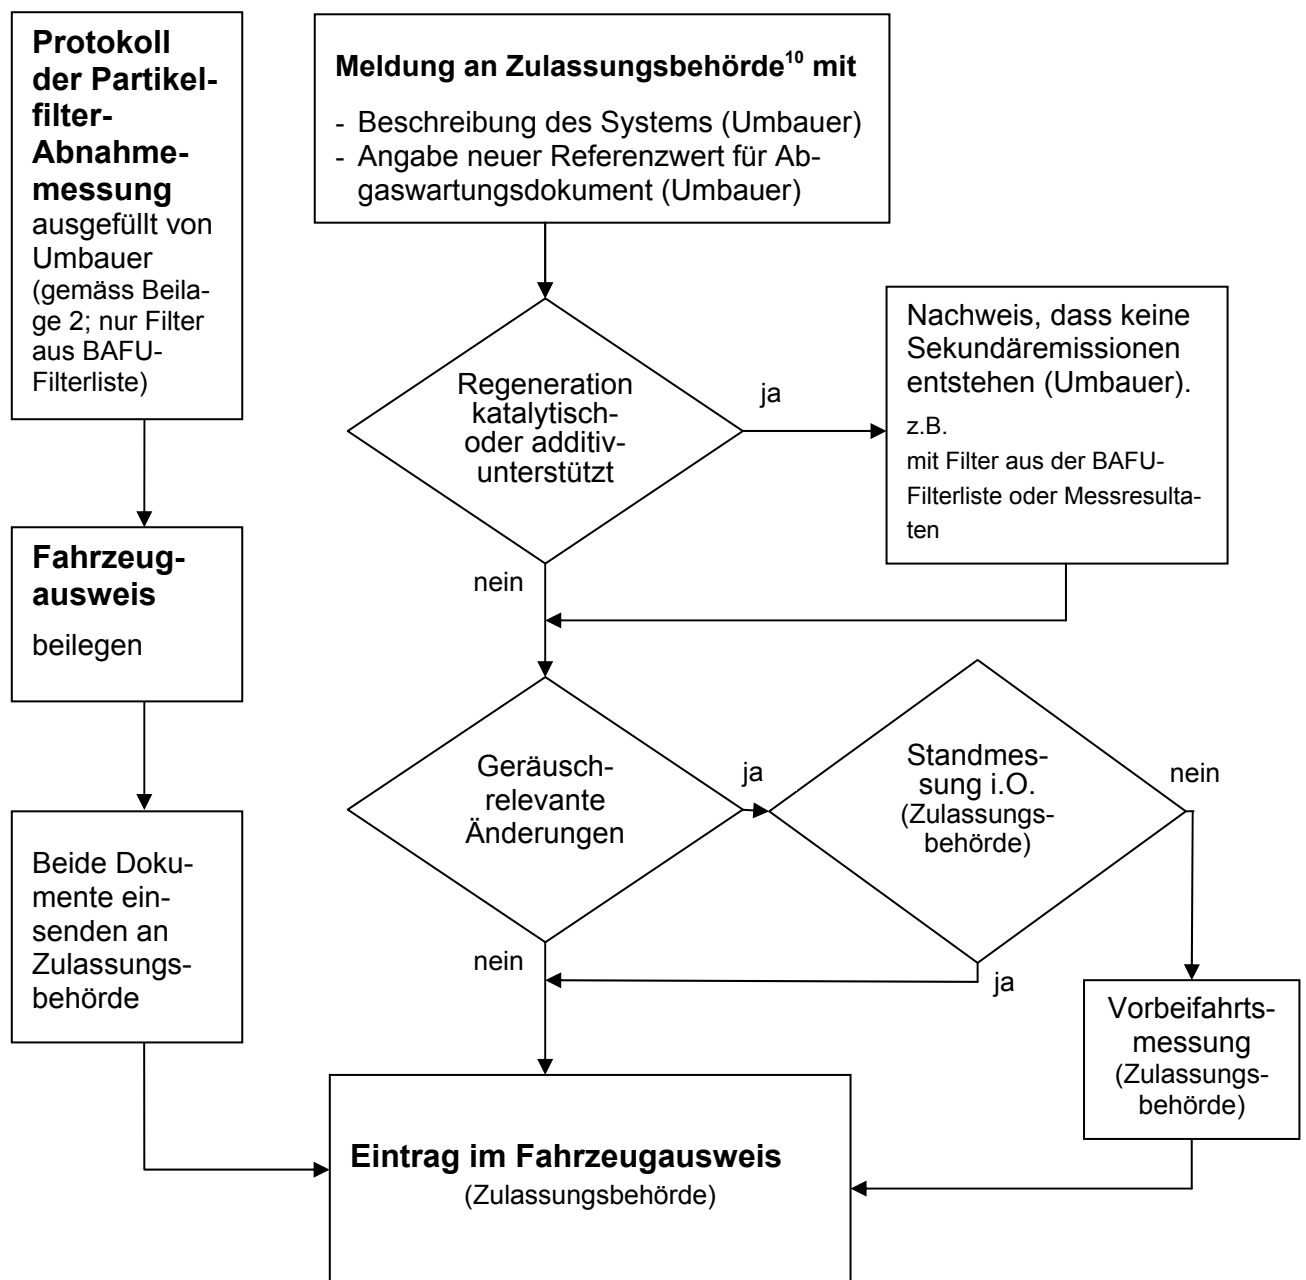 Protokoll
der Partikel-
filter-
Abnahme-
messung
ausgefüllt von
Umbauer
(gemäss Beila-
ge 2; nur Filter
aus BAFU-
Filterliste)
Fahrzeug-
ausweis
beilegen
Beide Doku-
mente ein-
senden an
Zulassungs-
behörde
Meldung an Zulassungsbehörde10 mit
- Beschreibung des Systems (Umbauer)
- Angabe neuer Referenzwert für Ab-
gaswartungsdokument (Umbauer)
Regeneration
katalytisch-
oder additiv-
unterstützt
ja
Nachweis, dass keine
Sekundäremissionen
entstehen (Umbauer).
z.B.
mit Filter aus der BAFU-
Filterliste oder Messresulta-
ten
nein
Geräusch-
relevante
Änderungen
ja
Standmes-
sung i.O.
(Zulassungs-
behörde)
nein
nein
ja
Vorbeifahrts-
messung
(Zulassungs-
behörde)
Eintrag im Fahrzeugausweis
(Zulassungsbehörde)